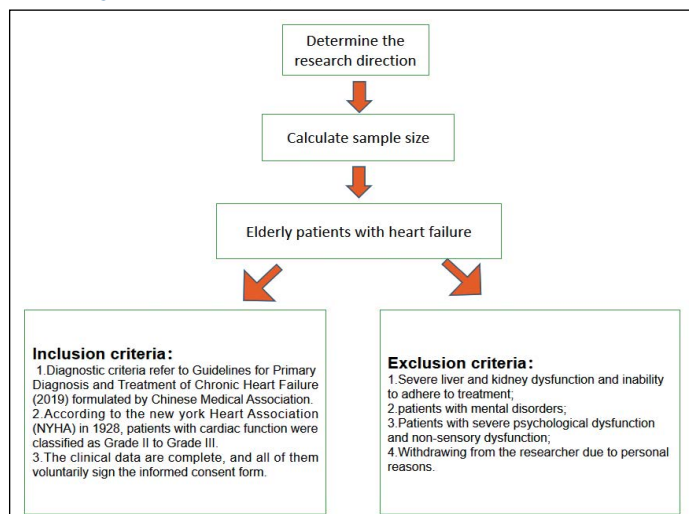 Determine the
research direction
Calculate sample size
Elderly patients with heart failure
Inclusion criteria：
1.Diagnostic criteria refer to Guidelines for Primary
Diagnosis and Treatment of Chronic Heart Failure
(2019) formulated by Chinese Medical Association.
2.According to the new york Heart Association
(NYHA) in 1928, patients with cardiac function were
classified as Grade II to Grade III.
3.The clinical data are complete, and all of them
voluntarily sign the informed consent form.
Exclusion criteria：
1.Severe liver and kidney dysfunction and inability
to adhere to treatment;
2.patients with mental disorders;
3.Patients with severe psychological dysfunction
and non-sensory dysfunction;
4.Withdrawing from the researcher due to personal
reasons.